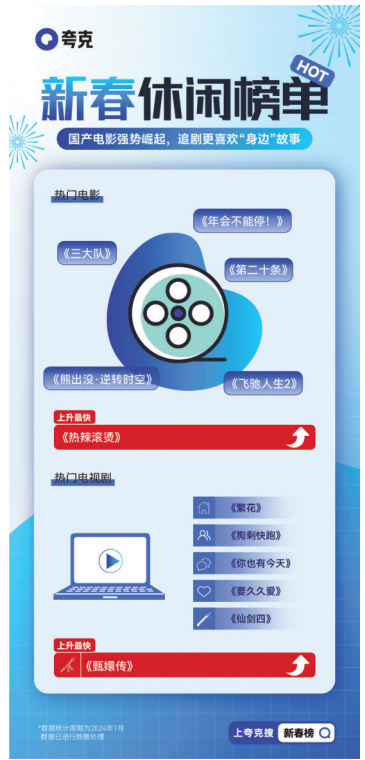 夸克
HOT
新春休闲榜单
国产电影强势崛起，追剧更喜欢“身边”故事
热门电影
《年会不能停！》
《三大队》
《第二十条》
《熊出没·逆转时空》
《飞驰人生2》
上升最快
《热辣滚烫》
热门电视剧
《繁花》
《狗剩快跑》
《你也有今天》
《要久久爱》
《仙剑四》
上升最快
《甄嬛传》
*数据统计周期为2024年1月
数据已进行脱敏处理
上夸克搜 新春榜